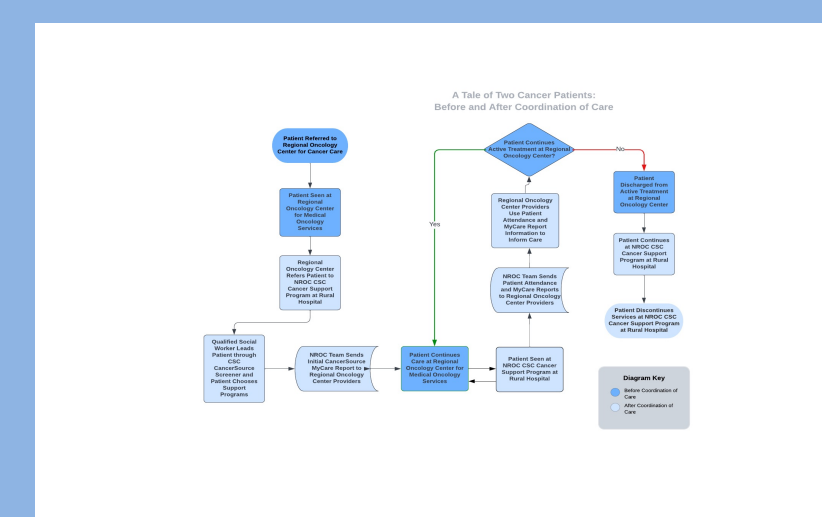 A Tale of Two Cancer Patients:
Before and After Coordination of Care
Patient Referred to
Regional Oncology
Center for Cancer Care
Patient Seen at
Regional
Oncology Center
for Medical
Oncology
Services
Regional
Oncology Center
Refers Patient to
NROC CSC
Cancer Support
Program at Rural
Hospital
Qualified Social
Worker Leads
Patient through
CSC
CancerSource
Screener and
Patient Chooses
Support
Programs
NROC Team Sends
Initial CancerSource
MyCare Report to
Regional Oncology
Center Providers
Patient Continues
Care at Regional
Oncology Center for
Medical Oncology
Services
Patient Seen at
NROC CSC Cancer
Support Program at
Rural Hospital
NROC Team Sends
Patient Attendance
and MyCare Reports
to Regional Oncology
Center Providers
Regional Oncology
Center Providers
Use Patient
Attendance and
MyCare Report
Information to
Inform Care
Patient Continues
Active Treatment at Regional
Oncology Center?
Yes
No
Patient
Discharged from
Active Treatment
at Regional
Oncology Center
Patient Continues
at NROC CSC
Cancer Support
Program at Rural
Hospital
Patient Discontinues
Services at NROC CSC
Cancer Support Program
at Rural Hospital
Diagram Key
Before Coordination of
Care
After Coordination of
Care